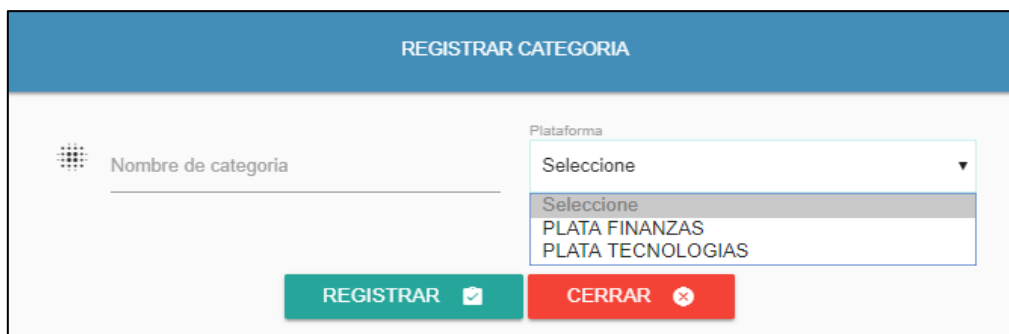 REGISTRAR CATEGORIA
Plataforma
Nombre de categoria
Seleccione
Seleccione
PLATA FINANZAS
PLATA TECNOLOGIAS
REGISTRAR
CERRAR